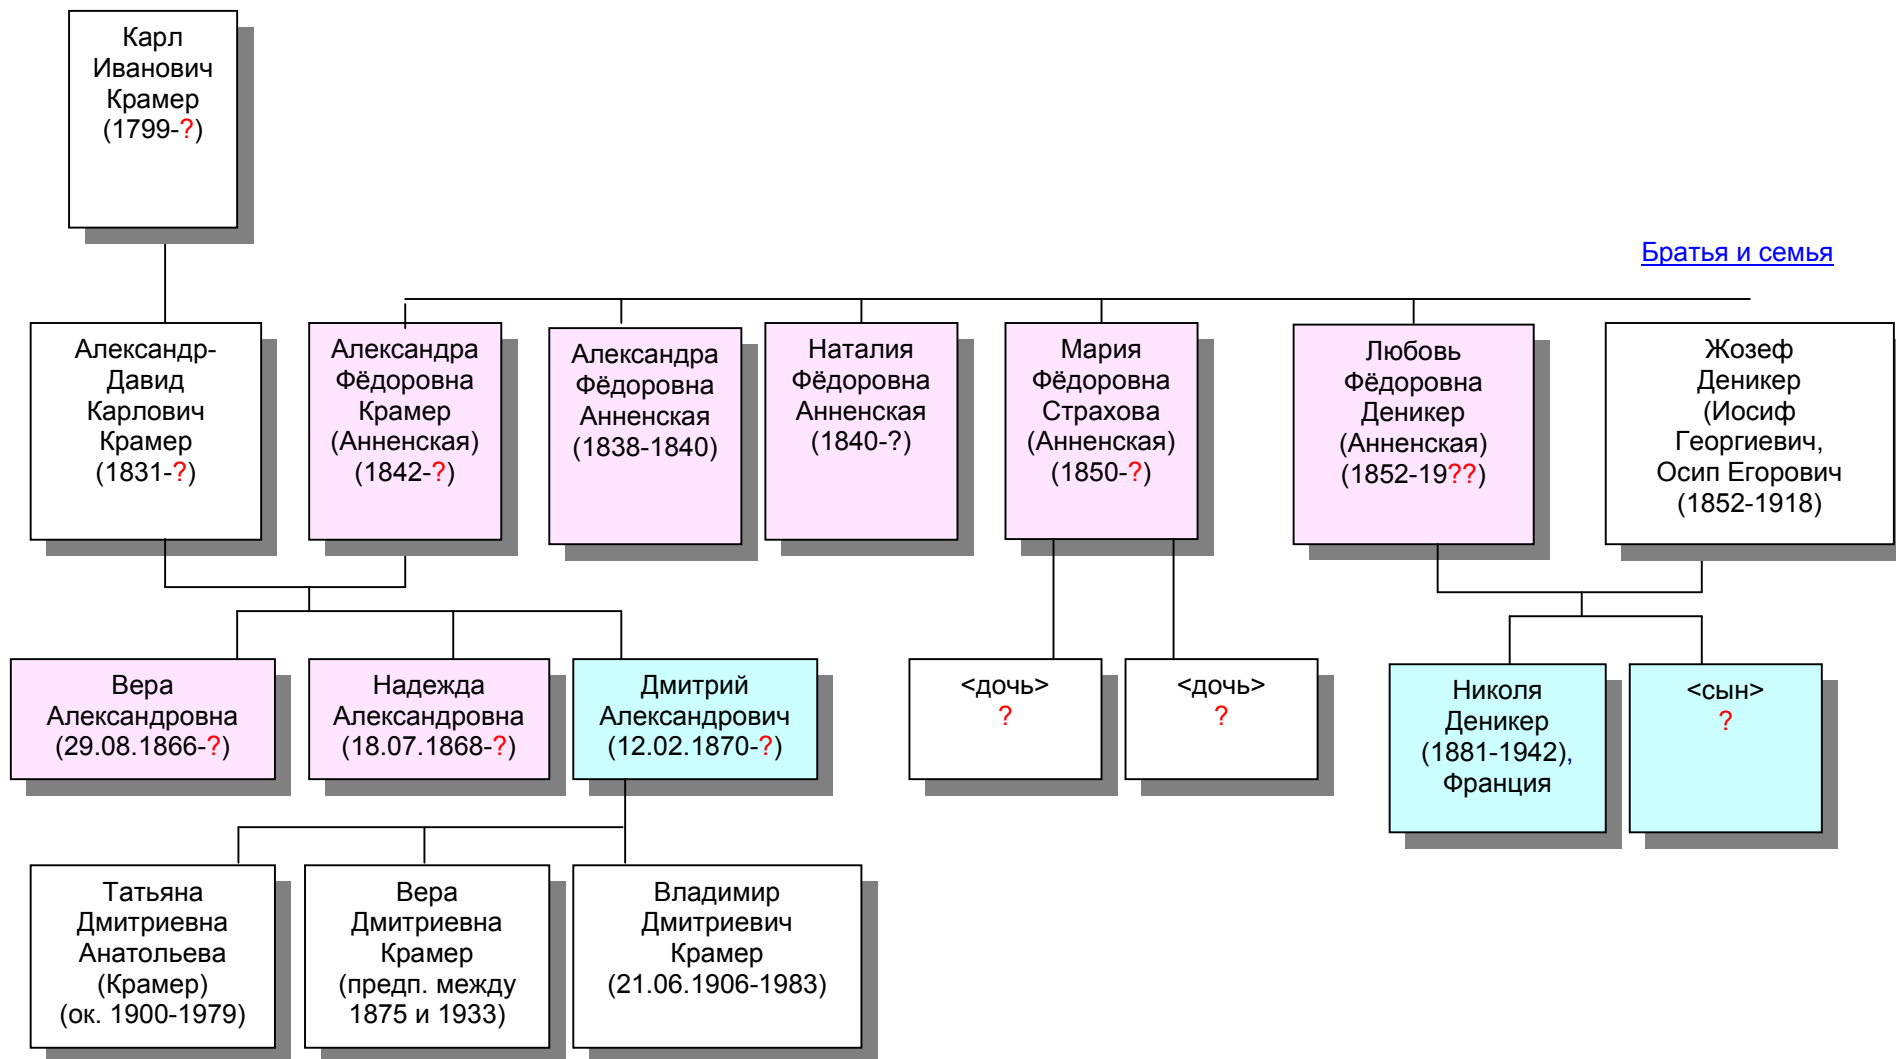 Карл
Иванович
Крамер
(1799-?)
Братья и семья
Александр-
Давид
Карлович
Крамер
(1831-?)
Александра
Фёдоровна
Крамер
(Анненская)
(1842-?)
Александра
Фёдоровна
Анненская
(1838-1840)
Наталия
Фёдоровна
Анненская
(1840-?)
Мария
Фёдоровна
Страхова
(Анненская)
(1850-?)
Любовь
Фёдоровна
Деникер
(Анненская)
(1852-19??)
Жозеф
Деникер
(Иосиф
Георгиевич,
Осип Егорович
(1852-1918)
Вера
Александровна
(29.08.1866-?)
Надежда
Александровна
(18.07.1868-?)
Дмитрий
Александрович
(12.02.1870-?)
<дочь>
?
<дочь>
?
Николя
Деникер
(1881-1942),
Франция
<сын>
?
Татьяна
Дмитриевна
Анатольева
(Крамер)
(ок. 1900-1979)
Вера
Дмитриевна
Крамер
(предп. между
1875 и 1933)
Владимир
Дмитриевич
Крамер
(21.06.1906-1983)